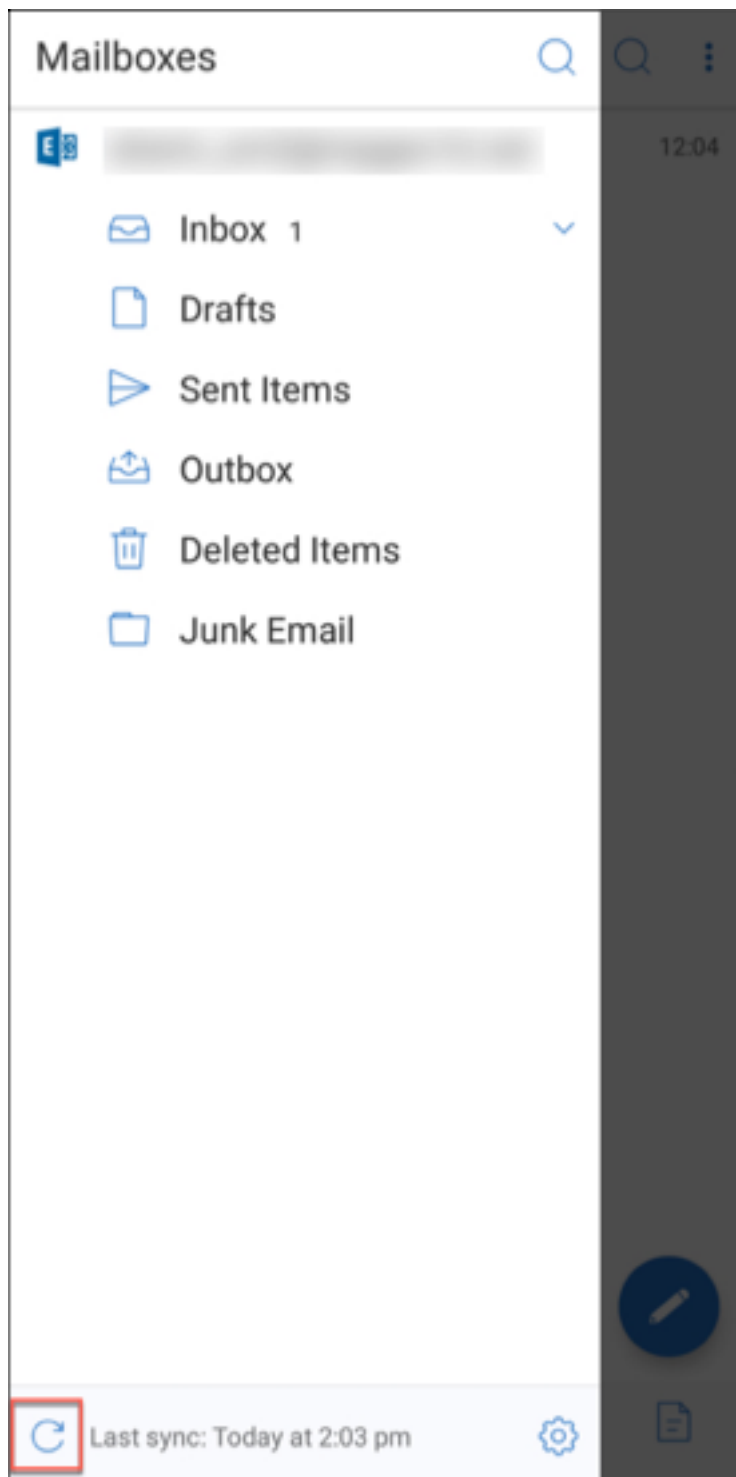 Mailboxes
12:04
Inbox 1
Drafts
Sent Items
Outbox
Deleted Items
Junk Email
Last sync: Today at 2:03 pm